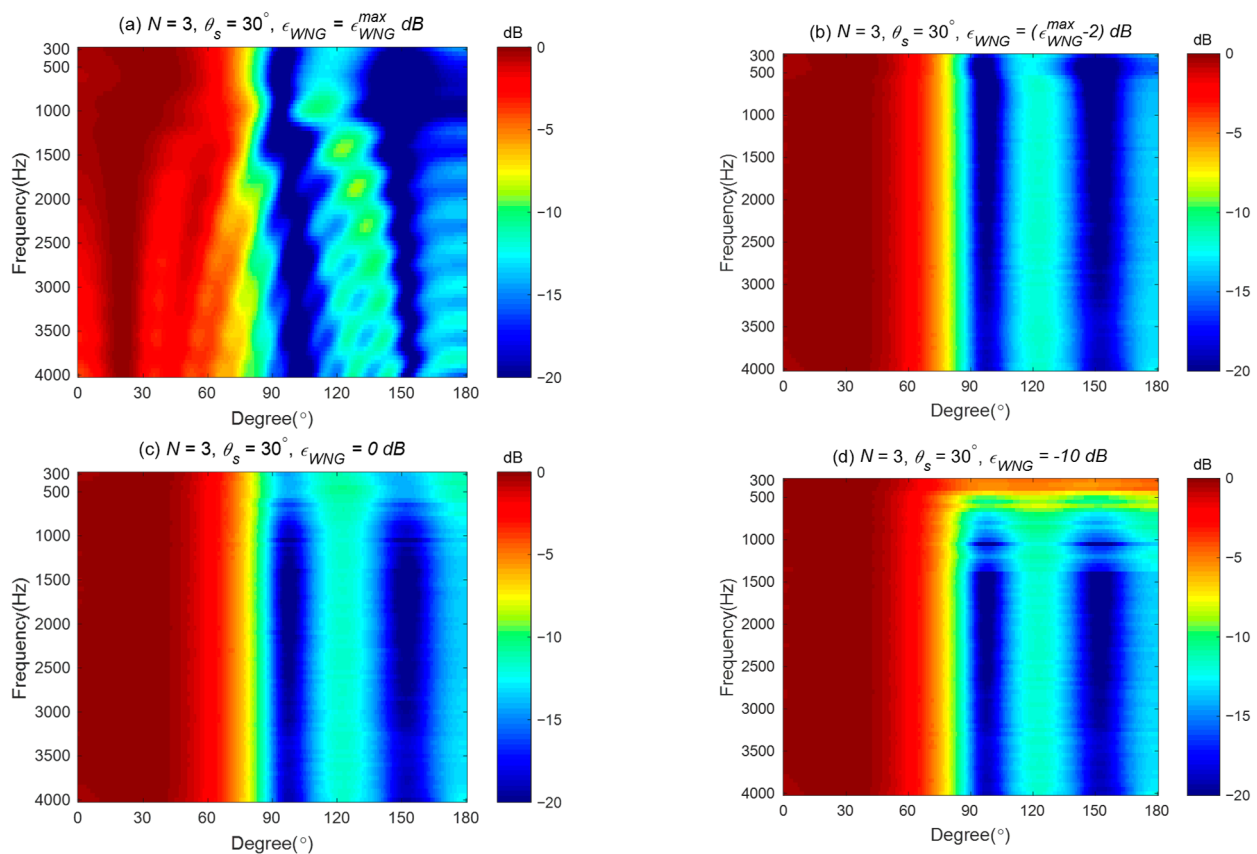 (a) N = 3, θs = 30°, ϵWNG = ϵmaxWNG dB
dB
300
500
1000
1500
2000
2500
3000
3500
4000
Frequency(Hz)
0 30 60 90 120 150 180
Degree(°)
0
−5
−10
−15
−20
(b) N = 3, θs = 30°, ϵWNG = (ϵmaxWNG-2) dB
dB
300
500
1000
1500
2000
2500
3000
3500
4000
Frequency(Hz)
0 30 60 90 120 150 180
Degree(°)
0
−5
−10
−15
−20
(c) N = 3, θs = 30°, ϵWNG = 0 dB
dB
300
500
1000
1500
2000
2500
3000
3500
4000
Frequency(Hz)
0 30 60 90 120 150 180
Degree(°)
0
−5
−10
−15
−20
(d) N = 3, θs = 30°, ϵWNG = -10 dB
dB
300
500
1000
1500
2000
2500
3000
3500
4000
Frequency(Hz)
0 30 60 90 120 150 180
Degree(°)
0
−5
−10
−15
−20